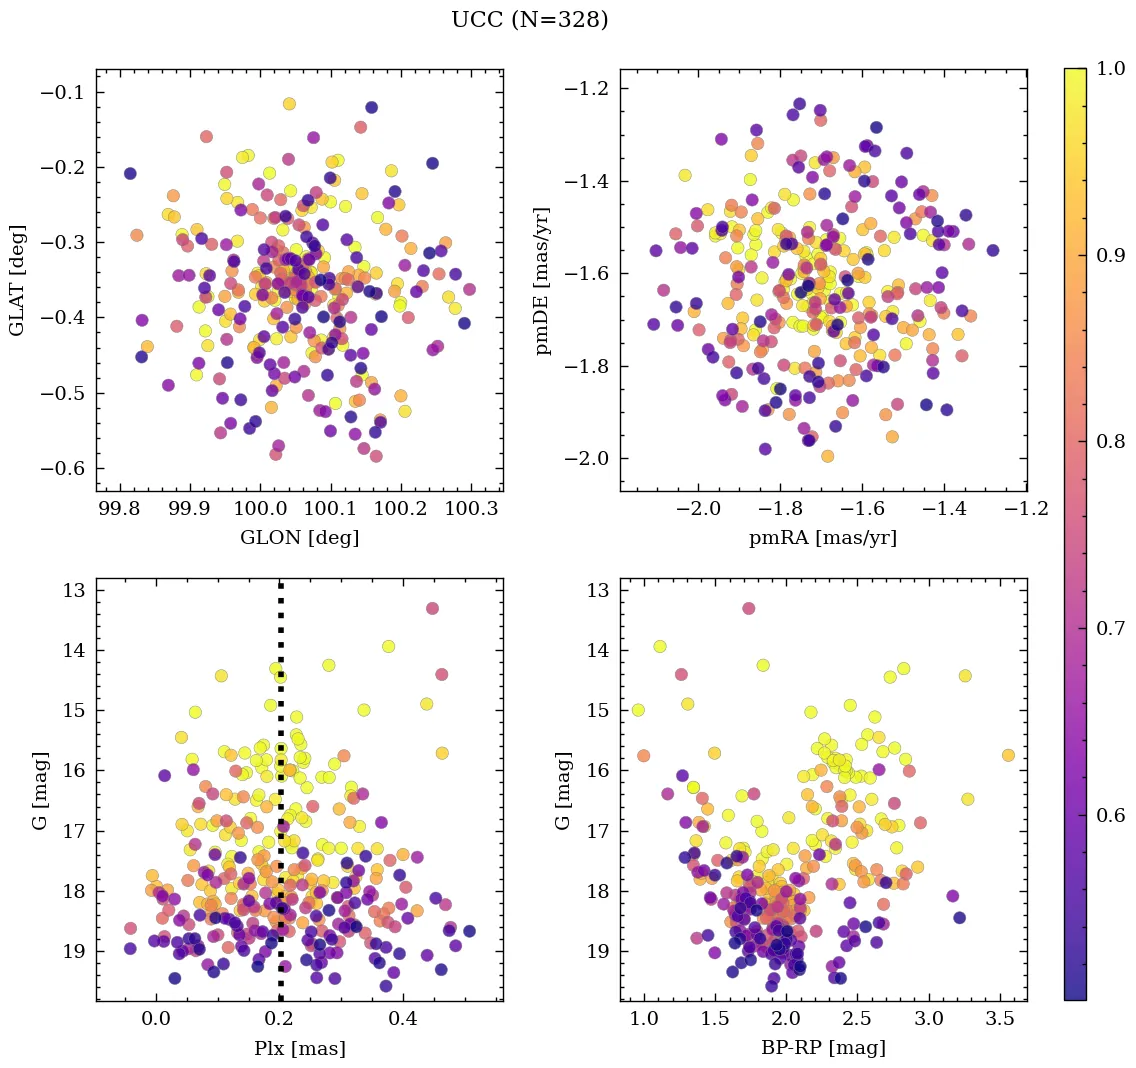 UCC (N=328)
−0.1
−0.2
−0.3
−0.4
−0.5
−0.6
GLAT [deg]
99.8 99.9 100.0 100.1 100.2 100.3
GLON [deg]
−1.2
−1.4
−1.6
−1.8
−2.0
pmDE [mas/yr]
−2.0 −1.8 −1.6 −1.4 −1.2
pmRA [mas/yr]
1.0
0.9
0.8
0.7
0.6
13
14
15
16
17
18
19
G [mag]
0.0 0.2 0.4
Plx [mas]
13
14
15
16
17
18
19
G [mag]
1.0 1.5 2.0 2.5 3.0 3.5
BP-RP [mag]